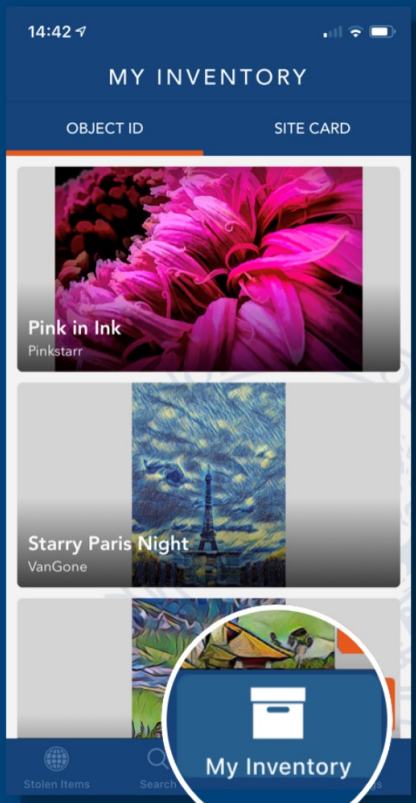 14:42
MY INVENTORY
OBJECT ID
SITE CARD
Pink in Ink
Pinkstarr
Starry Paris Night
VanGone
Stolen Items
Search
My Inventory